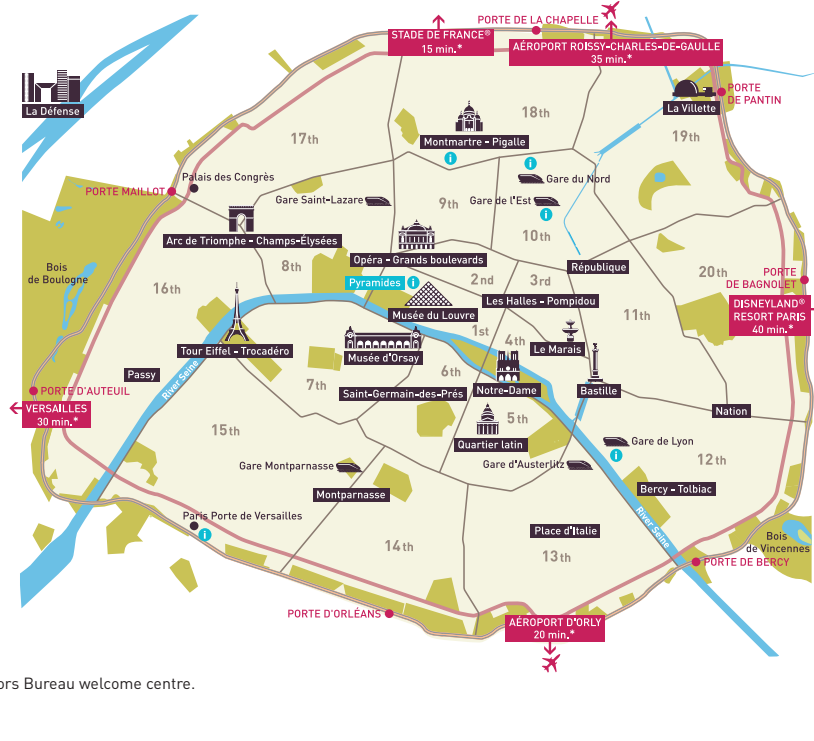 PORTE DE LA CHAPELLE
STADE DE FRANCE®
15 min.*
AÉROPORT ROISSY-CHARLES-DE-GAULLE
35 min.*
La Défense
PORTE
DE PANTIN
La Villette
18th
17th
19th
Montmartre - Pigalle
i
i
Palais des Congrès
Gare du Nord
PORTE MAILLOT
Gare Saint-Lazare
9th
Gare de l'Est
i
10th
Arc de Triomphe - Champs-Élysées
Opéra - Grands boulevards
8th
République
Bois
de Boulogne
20th
PORTE
DE BAGNOLET
16th
Pyramides i
2nd
3rd
Les Halles - Pompidou
DISNEYLAND®
RESORT PARIS
40 min.*
Musée du Louvre
11th
1st
4th
Tour Eiffel - Trocadéro
Musée d'Orsay
Le Marais
Passy
River Seine
7th
6th
PORTE D'AUTEUIL
Saint-Germain-des-Prés
Notre-Dame
Bastille
VERSAILLES
30 min.*
Nation
5th
15th
Quartier latin
Gare de Lyon
i
12th
Gare Montparnasse
Gare d'Austerlitz
Montparnasse
Bercy - Tolbiac
Paris Porte de Versailles
i
River Seine
Place d'Italie
Bois
de Vincennes
14th
13th
PORTE DE BERCY
PORTE D'ORLÉANS
AÉROPORT D'ORLY
20 min.*
ors Bureau welcome centre.